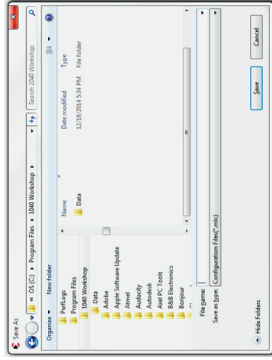 Save As
« OS (C:) ▸ Program Files ▸ 1040 Workshop ▸
Search 1040 Workshop
Organize ▾ New folder
PerfLogs
Program Files
1040 Workshop
Data
Adobe
Apple Software Update
Atmel
Audacity
Autodesk
Axel PC Tools
B&B Electronics
Bonjour
Name Date modified Type
Data 12/18/2014 5:34 PM File folder
File name:
Save as type: Configuration Files(*.mlc)
Hide Folders
Save
Cancel